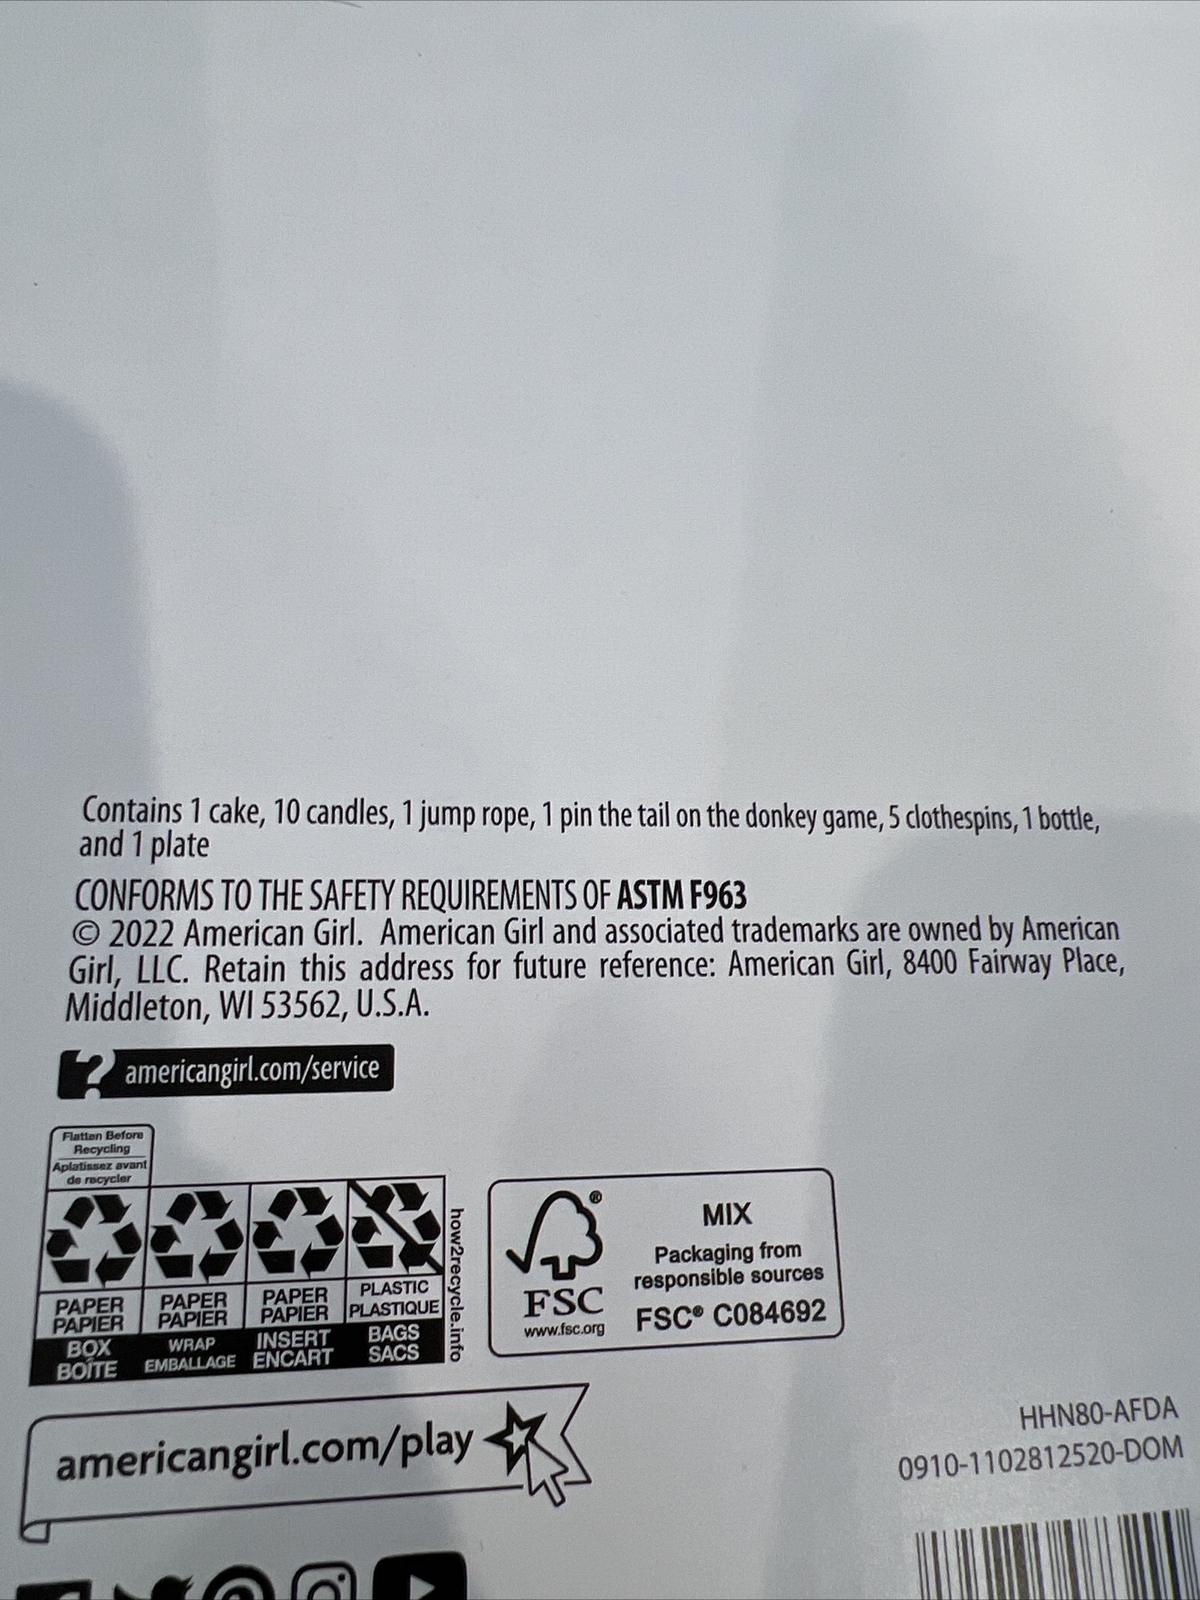 Contains 1 cake, 10 candles, 1 jump rope, 1 pin the tail on the donkey game, 5 clothespins, 1 bottle,
and 1 plate
CONFORMS TO THE SAFETY REQUIREMENTS OF ASTM F963
© 2022 American Girl. American Girl and associated trademarks are owned by American
Girl, LLC. Retain this address for future reference: American Girl, 8400 Fairway Place,
Middleton, WI 53562, U.S.A.
? americangirl.com/service
Flatten Before
Recycling
Aplatissez avant
de recycler
PAPER
PAPIER
BOX
BOÎTE
PAPER
PAPIER
WRAP
EMBALLAGE
PAPER
PAPIER
INSERT
ENCART
PLASTIC
PLASTIQUE
BAGS
SACS
how2recycle.info
®
FSC
www.fsc.org
MIX
Packaging from
responsible sources
FSC® C084692
americangirl.com/play
HHN80-AFDA
0910-1102812520-DOM